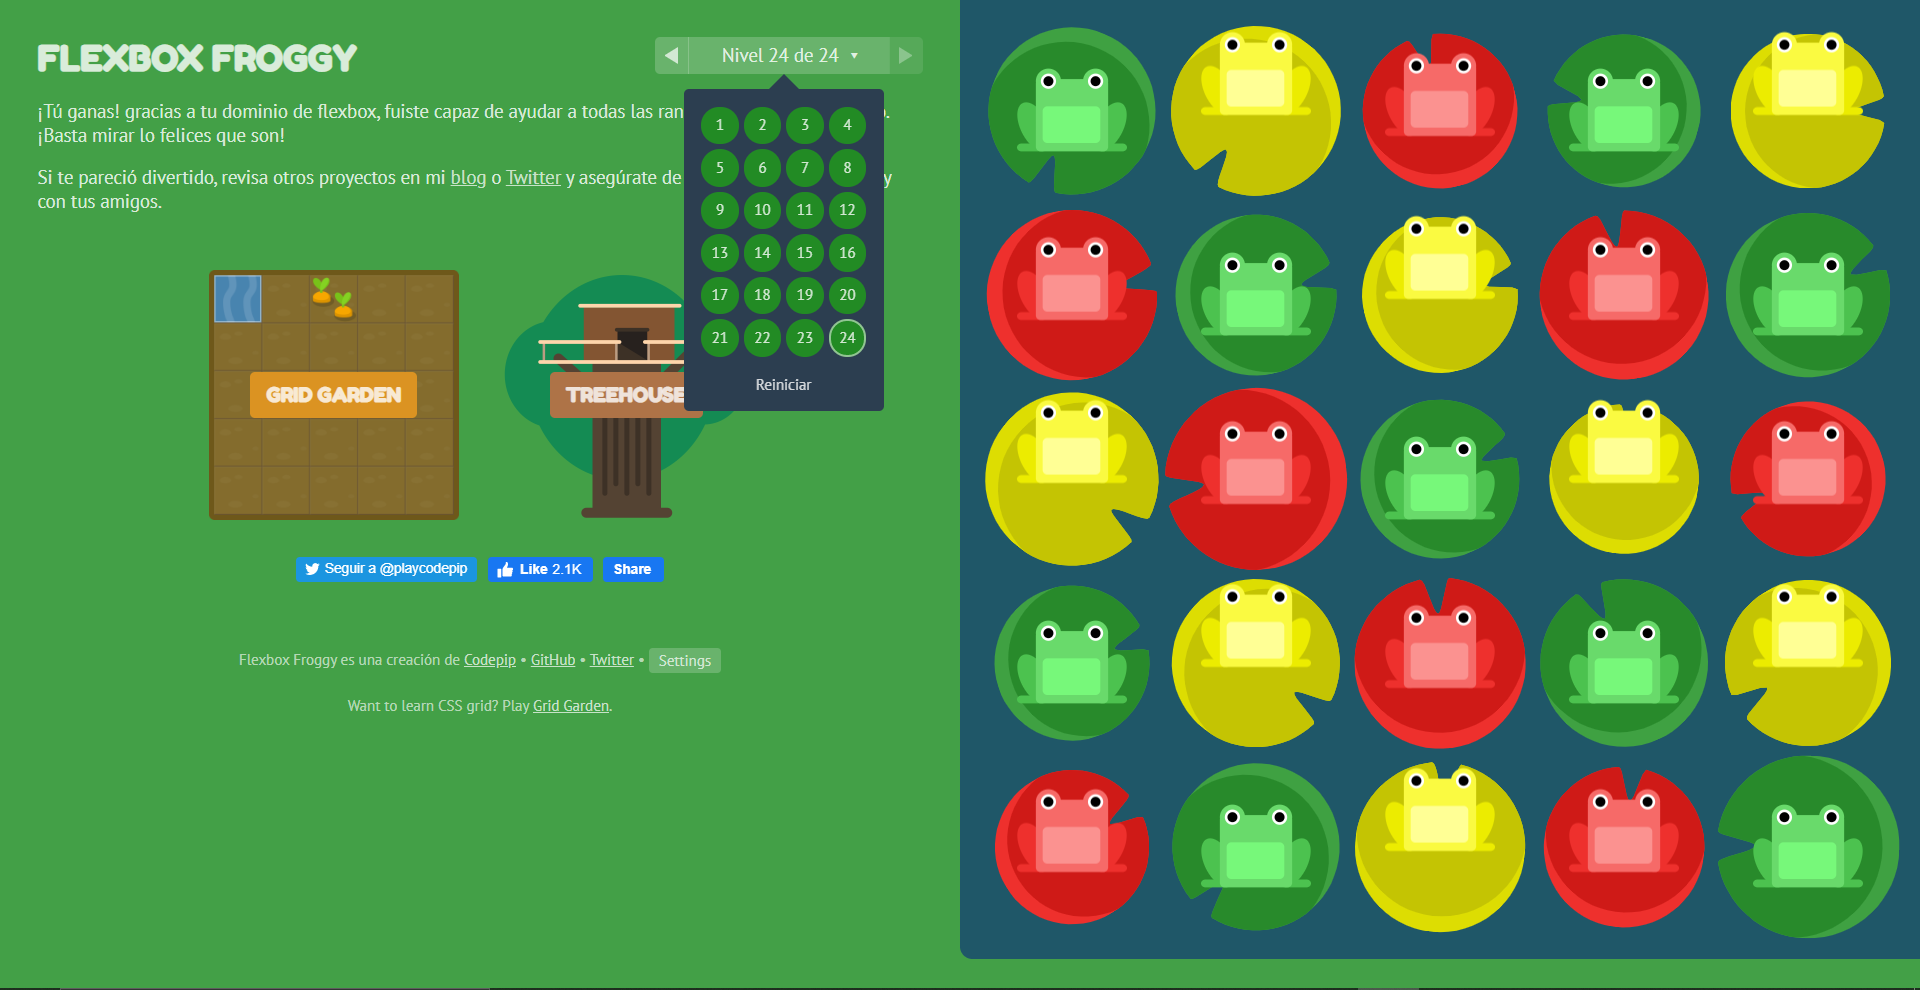 FLEXBOX FROGGY
Nivel 24 de 24
¡Tú ganas! gracias a tu dominio de flexbox, fuiste capaz de ayudar a todas las ran
¡Basta mirar lo felices que son!
Si te pareció divertido, revisa otros proyectos en mi blog o Twitter y asegúrate de y
con tus amigos.
1 2 3 4
5 6 7 8
9 10 11 12
13 14 15 16
17 18 19 20
21 22 23 24
Reiniciar
GRID GARDEN
TREEHOUSE
Seguir a @playcodepip
Like 2.1K
Share
Flexbox Froggy es una creación de Codepip • GitHub • Twitter • Settings
Want to learn CSS grid? Play Grid Garden.